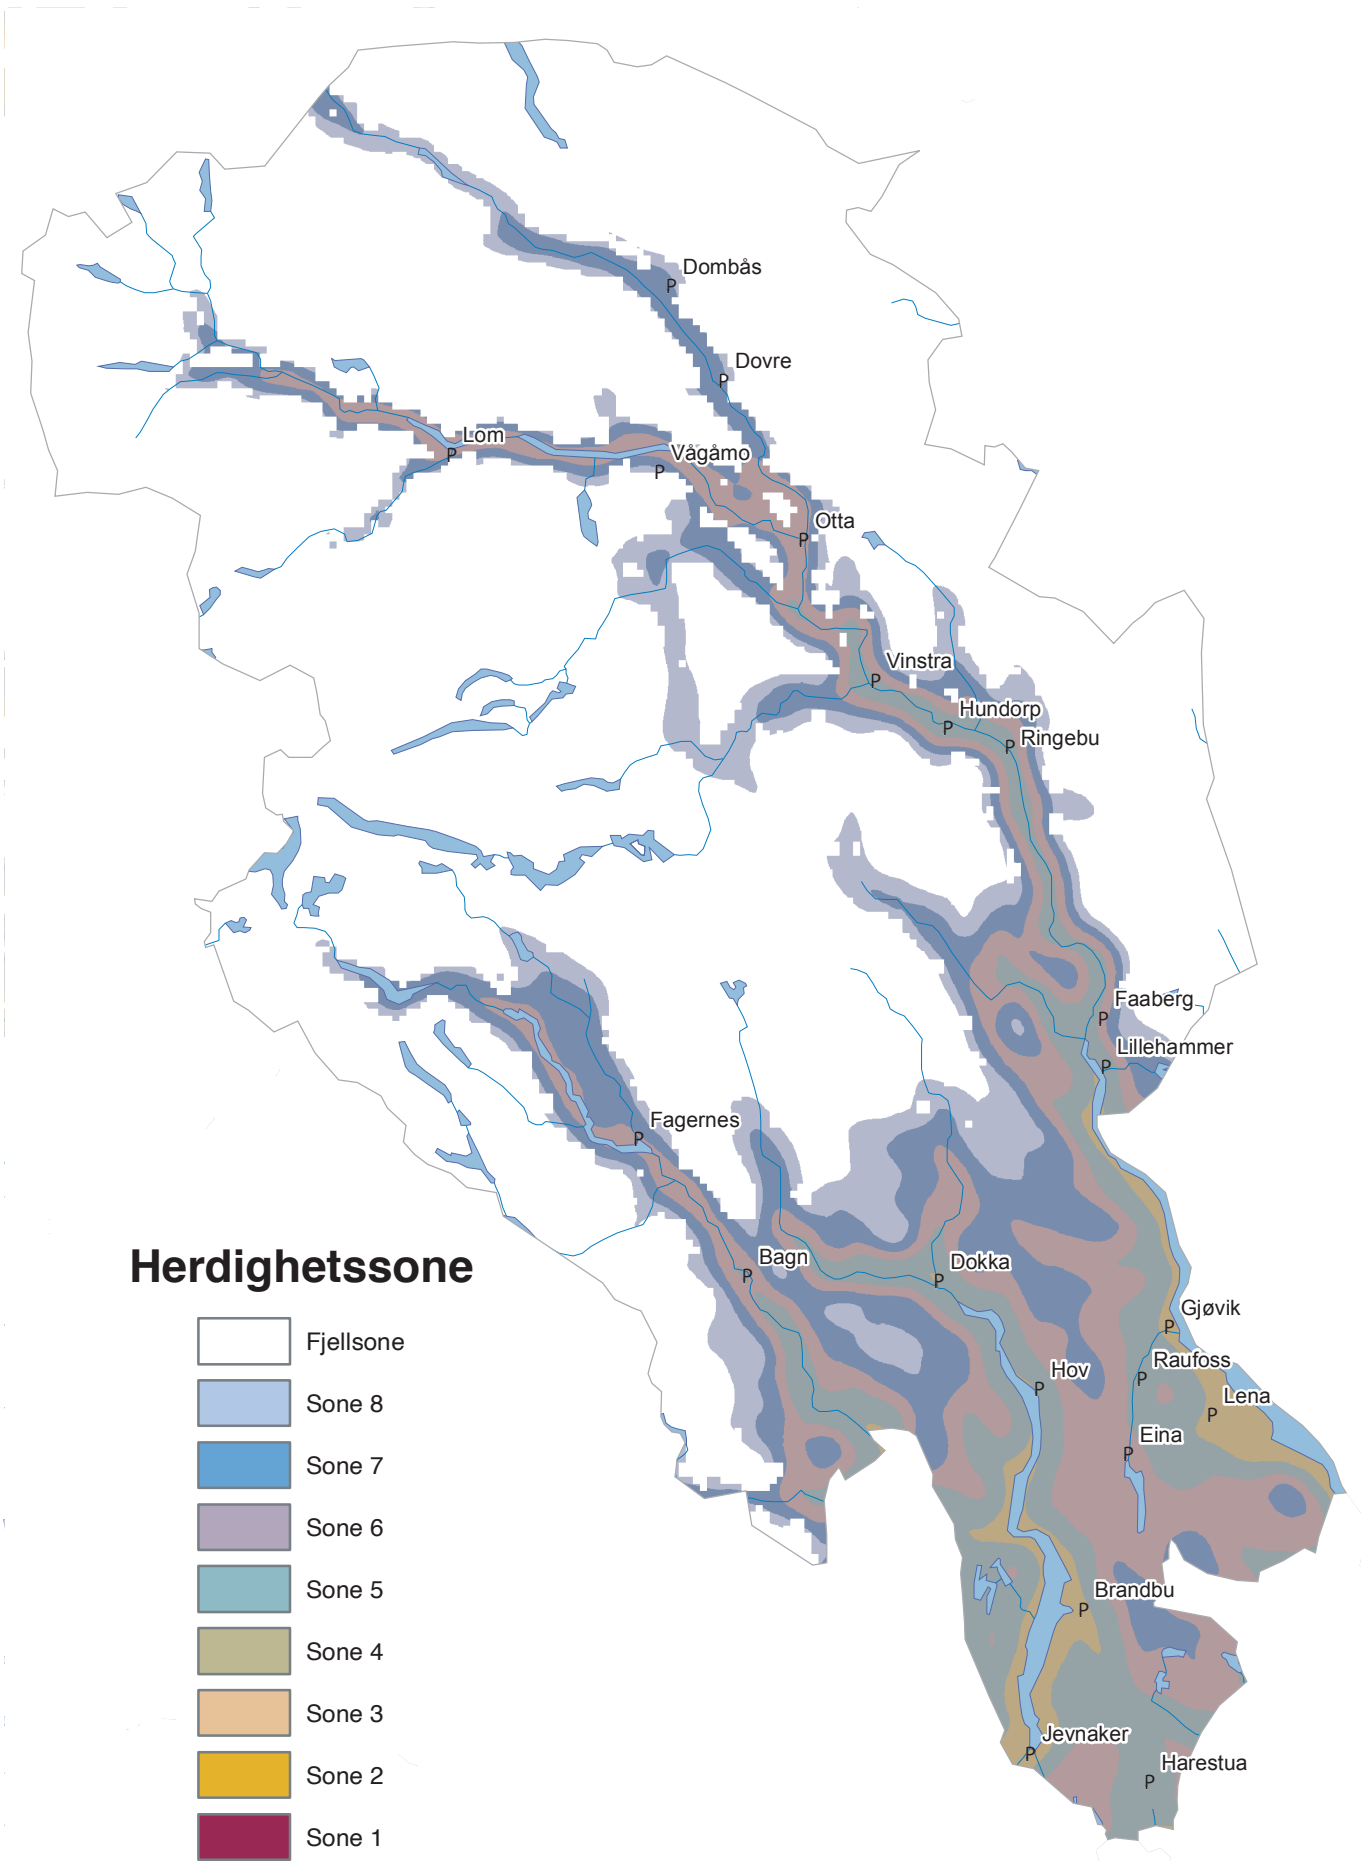 Dombås
P
Dovre
P
Lom
P
Vågåmo
P
Otta
P
Vinstra
P
Hundorp
P
Ringebu
P
Faaberg
P
Lillehammer
P
Fagernes
P
Bagn
P
Dokka
P
Gjøvik
P
Raufoss
P
Hov
P
Lena
P
Eina
P
Brandbu
P
Jevnaker
P
Harestua
P
Herdighetssone
Fjellsone
Sone 8
Sone 7
Sone 6
Sone 5
Sone 4
Sone 3
Sone 2
Sone 1